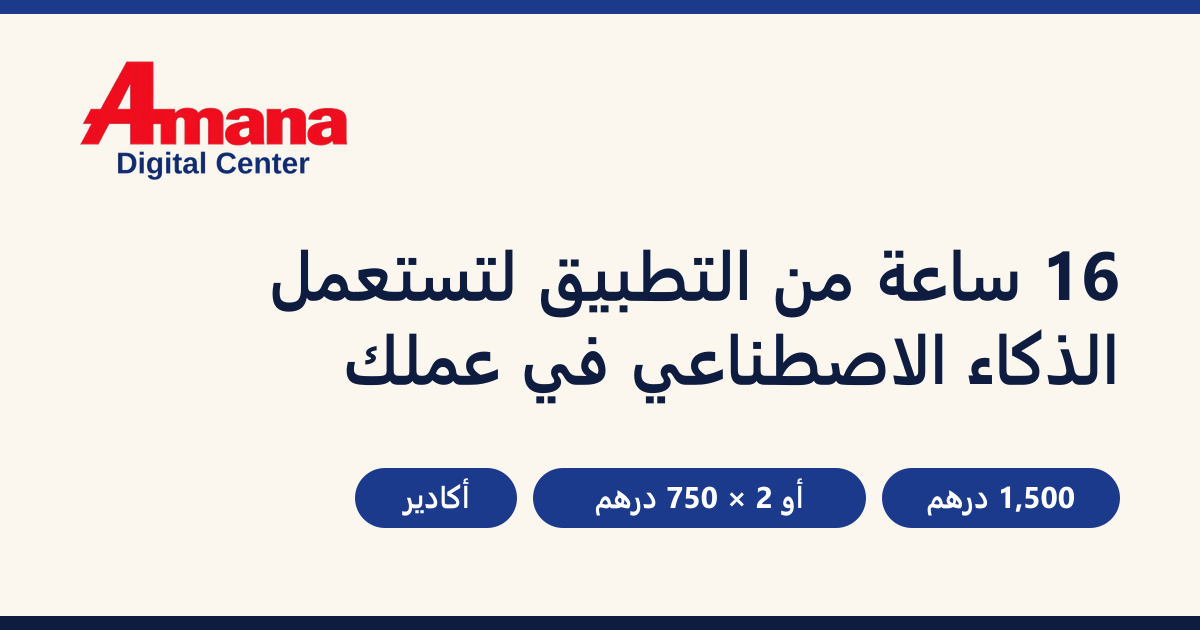 Amana
Digital Center
16 ساعة من التطبيق لتستعمل
الذكاء الاصطناعي في عملك
1,500 درهم
أو 2 × 750 درهم
أكادير